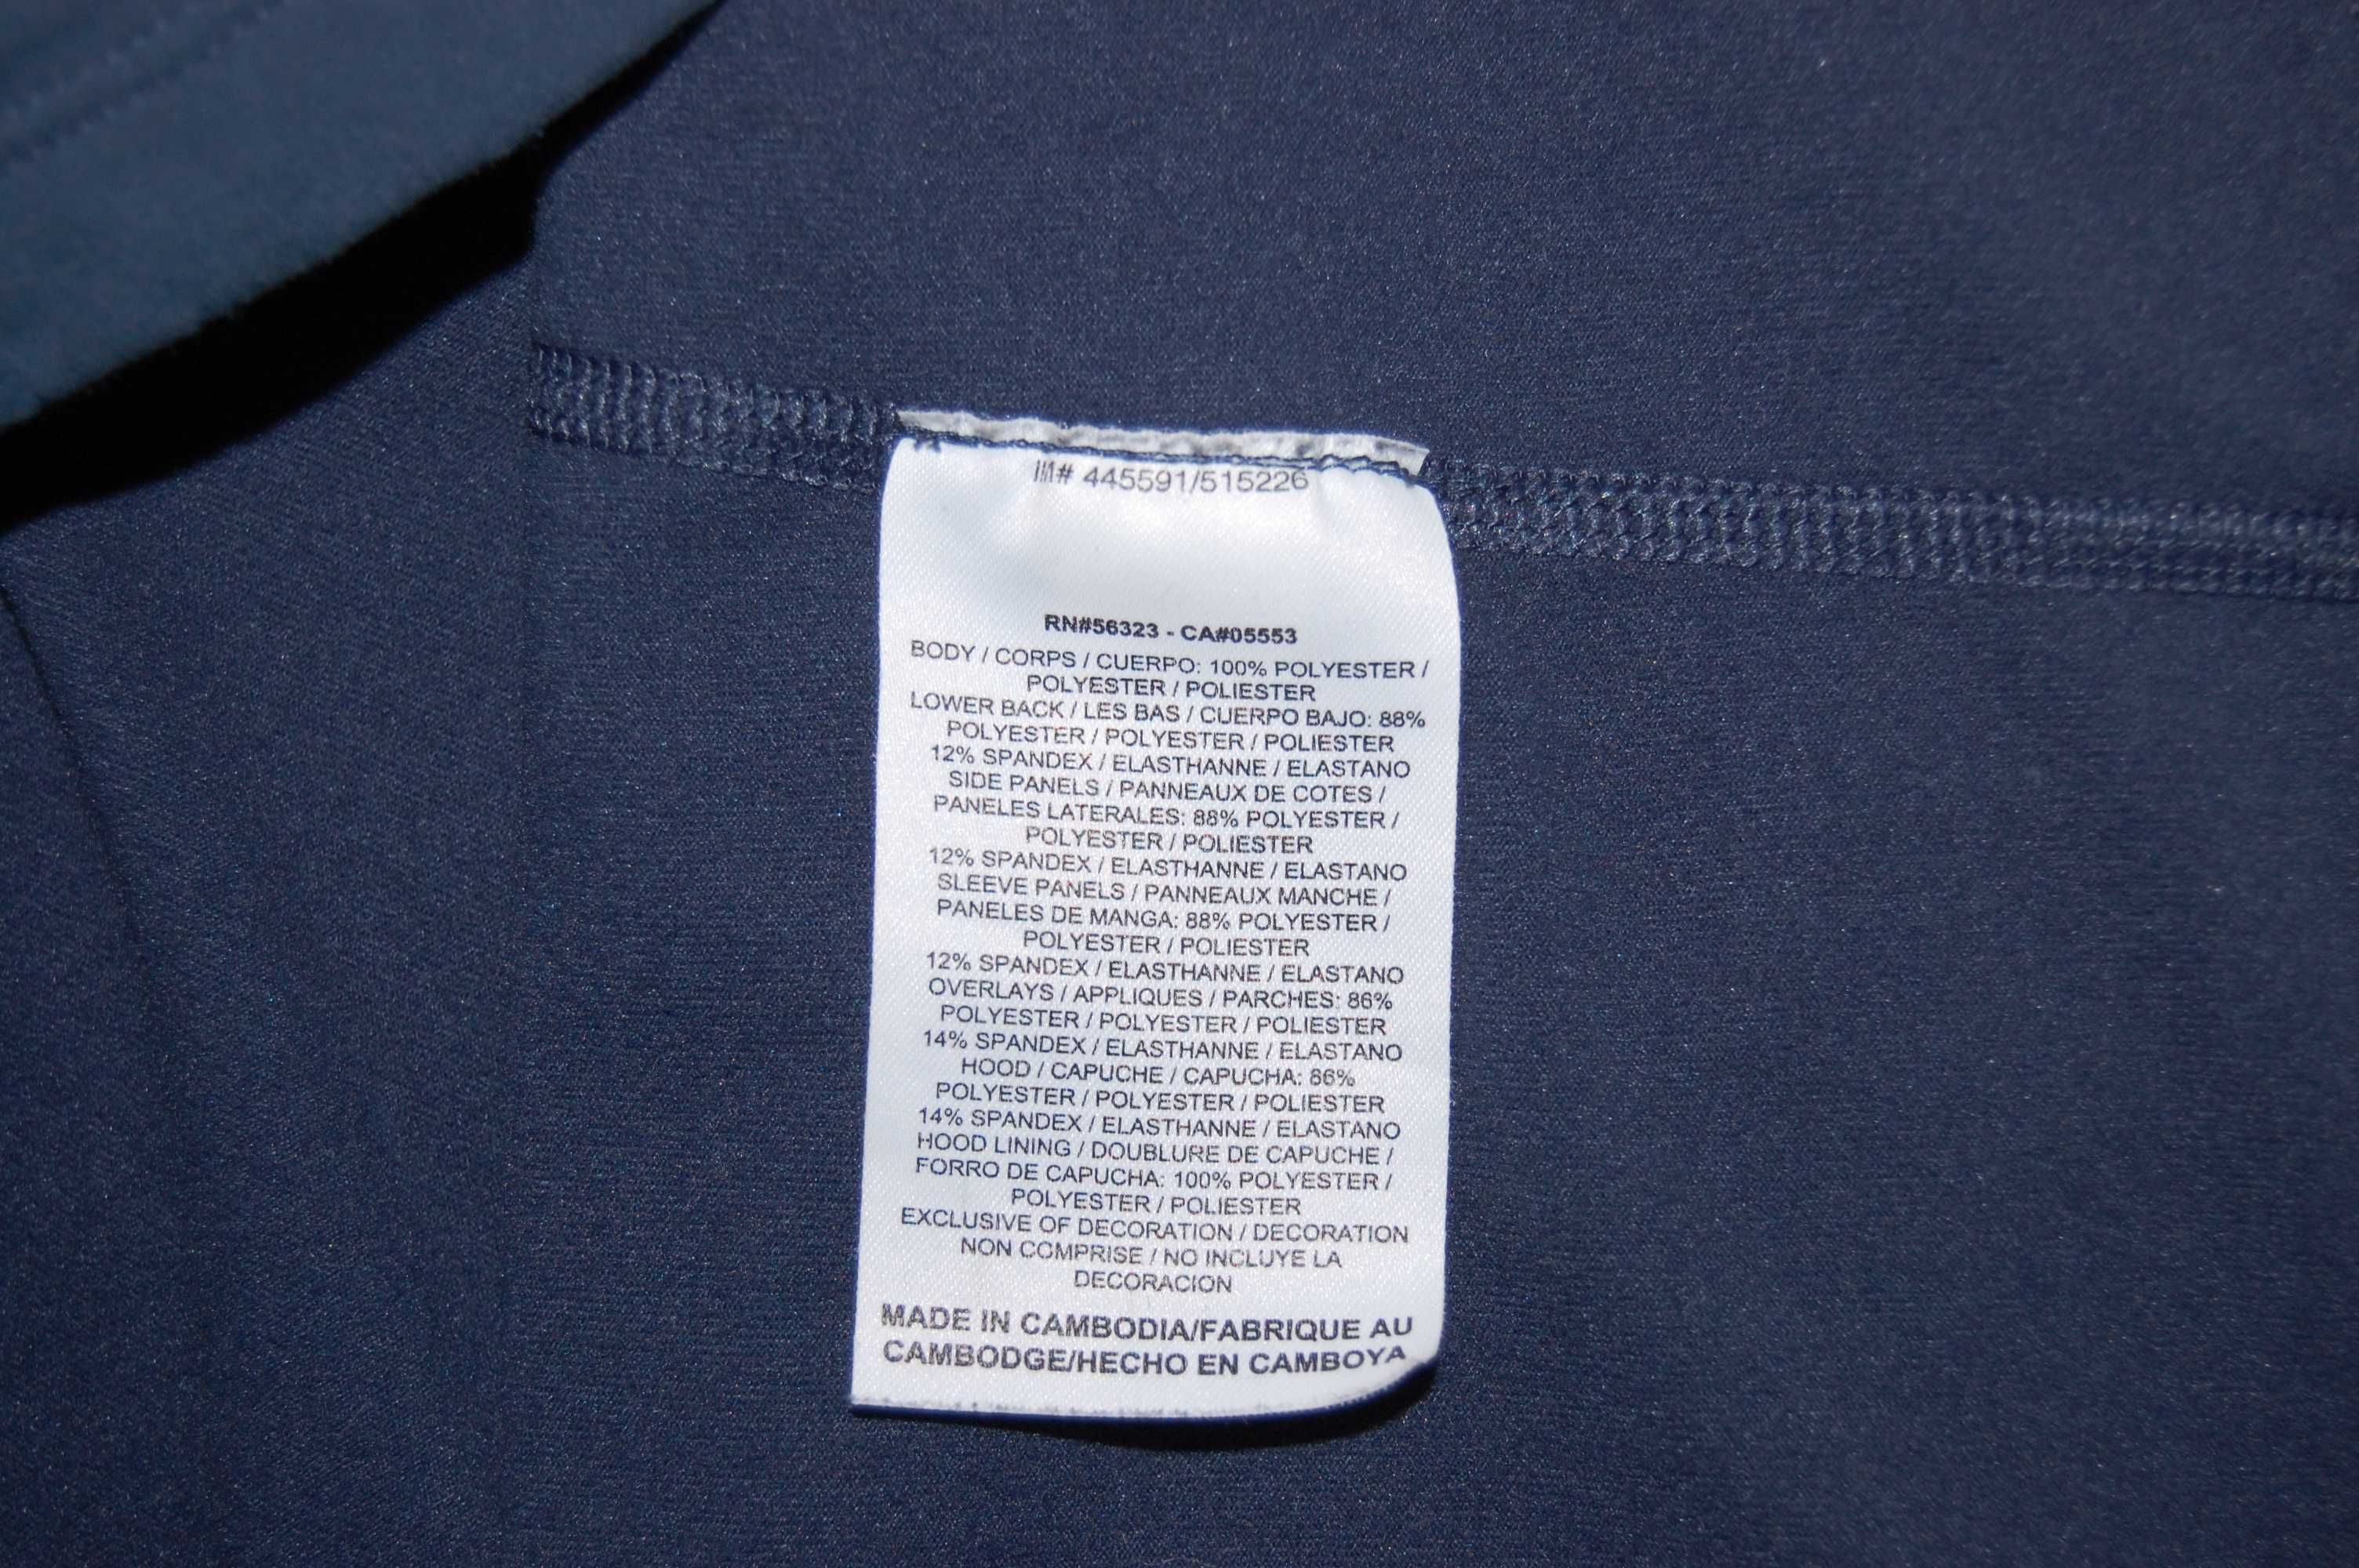 # 445591/515226
RN#56323 - CA#05553
BODY / CORPS / CUERPO: 100% POLYESTER /
POLYESTER / POLIESTER
LOWER BACK / LES BAS / CUERPO BAJO: 88%
POLYESTER / POLYESTER / POLIESTER
12% SPANDEX / ELASTHANNE / ELASTANO
SIDE PANELS / PANNEAUX DE COTES /
PANELES LATERALES: 88% POLYESTER /
POLYESTER / POLIESTER
12% SPANDEX / ELASTHANNE / ELASTANO
SLEEVE PANELS / PANNEAUX MANCHE /
PANELES DE MANGA: 88% POLYESTER /
POLYESTER / POLIESTER
12% SPANDEX / ELASTHANNE / ELASTANO
OVERLAYS / APPLIQUES / PARCHES: 86%
POLYESTER / POLYESTER / POLIESTER
14% SPANDEX / ELASTHANNE / ELASTANO
HOOD / CAPUCHE / CAPUCHA: 86%
POLYESTER / POLYESTER / POLIESTER
14% SPANDEX / ELASTHANNE / ELASTANO
HOOD LINING / DOUBLURE DE CAPUCHE /
FORRO DE CAPUCHA: 100% POLYESTER /
POLYESTER / POLIESTER
EXCLUSIVE OF DECORATION / DECORATION
NON COMPRISE / NO INCLUYE LA
DECORACION
MADE IN CAMBODIA/FABRIQUE AU
CAMBODGE/HECHO EN CAMBOYA